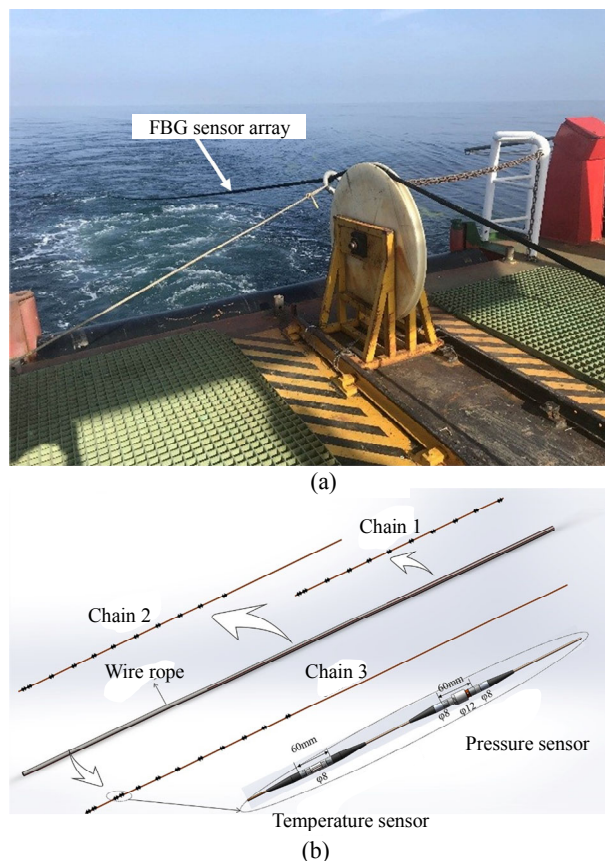 FBG sensor array
(a)
Chain 1
Chain 2
Wire rope
Chain 3
60mm
φ8
φ12
φ8
60mm
φ8
Pressure sensor
Temperature sensor
(b)